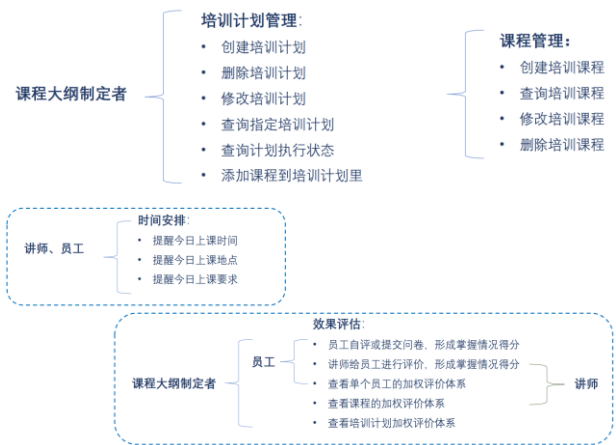 课程大纲制定者
培训计划管理:
• 创建培训计划
• 删除培训计划
• 修改培训计划
• 查询指定培训计划
• 查询计划执行状态
• 添加课程到培训计划里
课程管理：
• 创建培训课程
• 查询培训课程
• 修改培训课程
• 删除培训课程
讲师、员工
时间安排:
• 提醒今日上课时间
• 提醒今日上课地点
• 提醒今日上课要求
课程大纲制定者
员工
效果评估:
• 员工自评或提交问卷，形成掌握情况得分
• 讲师给员工进行评价，形成掌握情况得分
• 查看单个员工的加权评价体系
• 查看课程的加权评价体系
• 查看培训计划加权评价体系
讲师